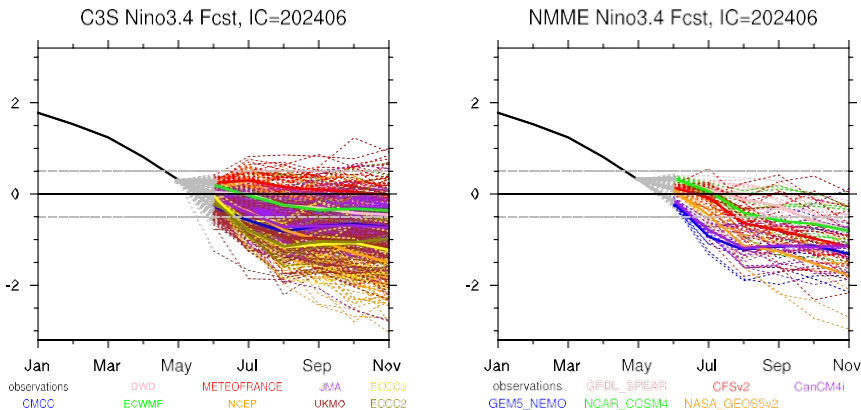 C3S Nino3.4 Fcst, IC=202406
2
0
-2
Jan Mar May Jul Sep Nov
observations DWD METEOFRANCE JMA ECCC3
CMCC ECWMF NCEP UKMO ECCC2
NMME Nino3.4 Fcst, IC=202406
2
0
-2
Jan Mar May Jul Sep Nov
observations GFDL_SPEAR CFSv2 CanCM4i
GEM5_NEMO NCAR_CCSM4 NASA_GEOS5v2